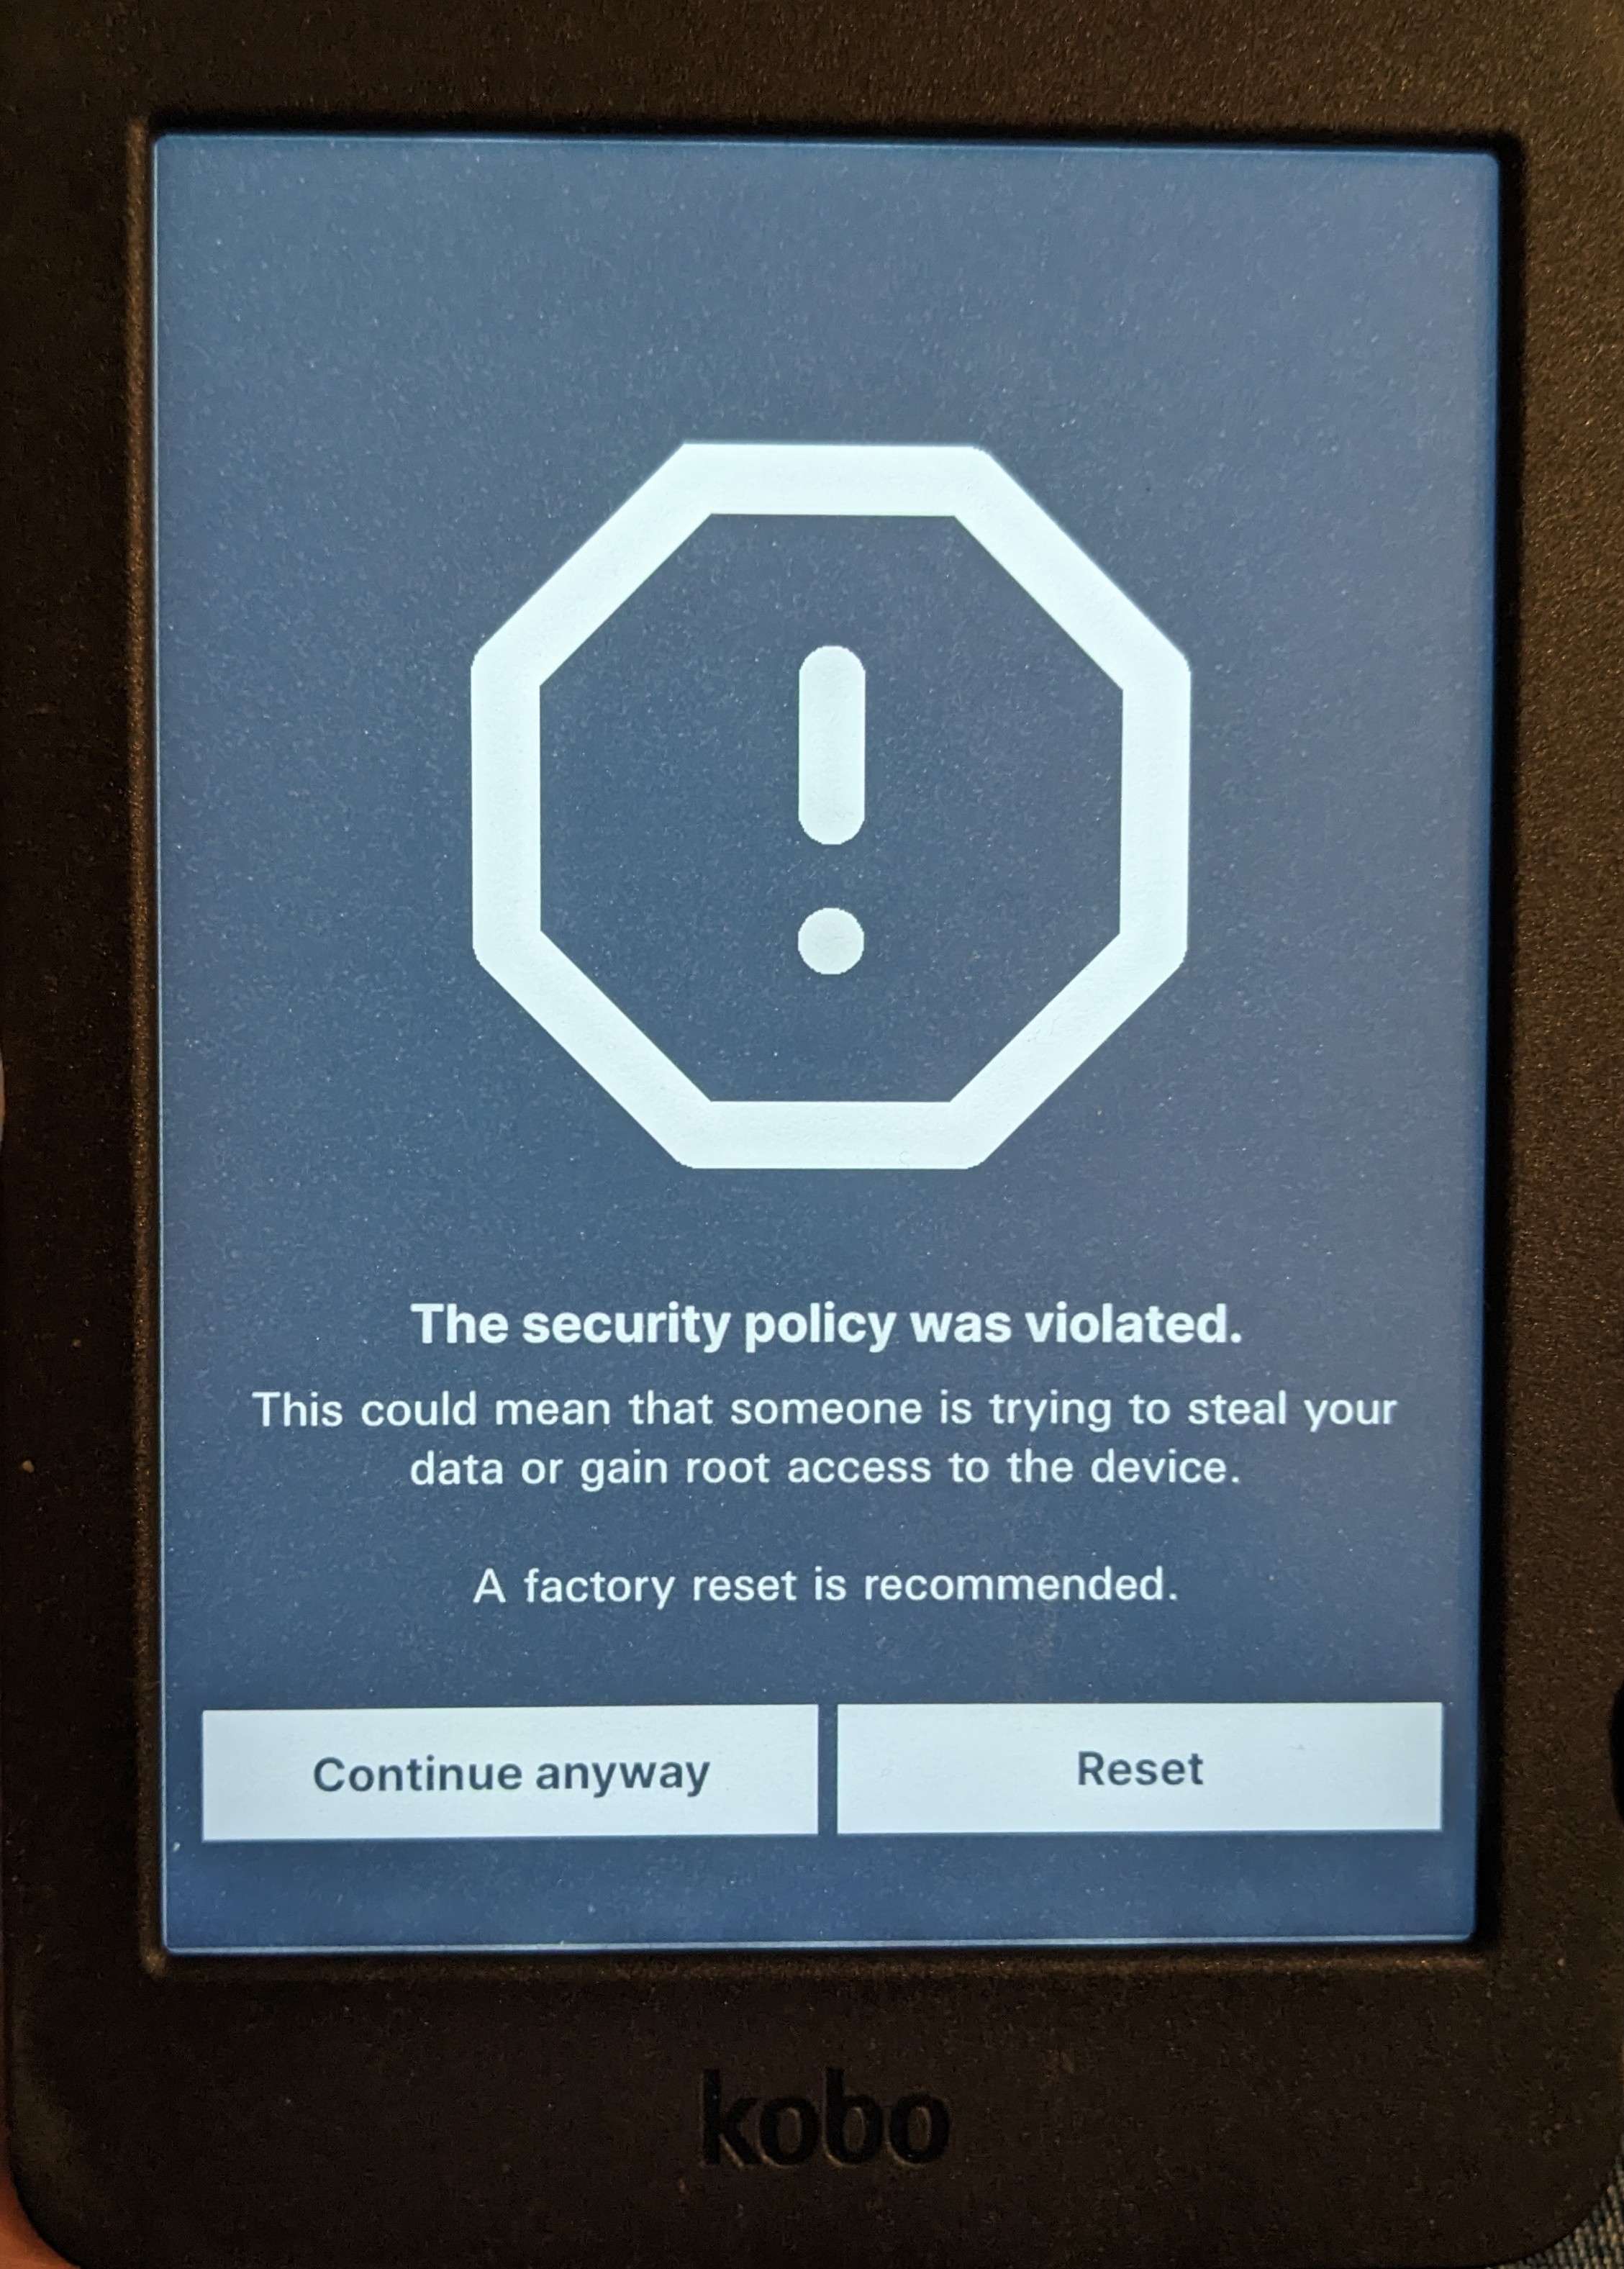 The security policy was violated.
This could mean that someone is trying to steal your
data or gain root access to the device.
A factory reset is recommended.
Continue anyway
Reset
kobo